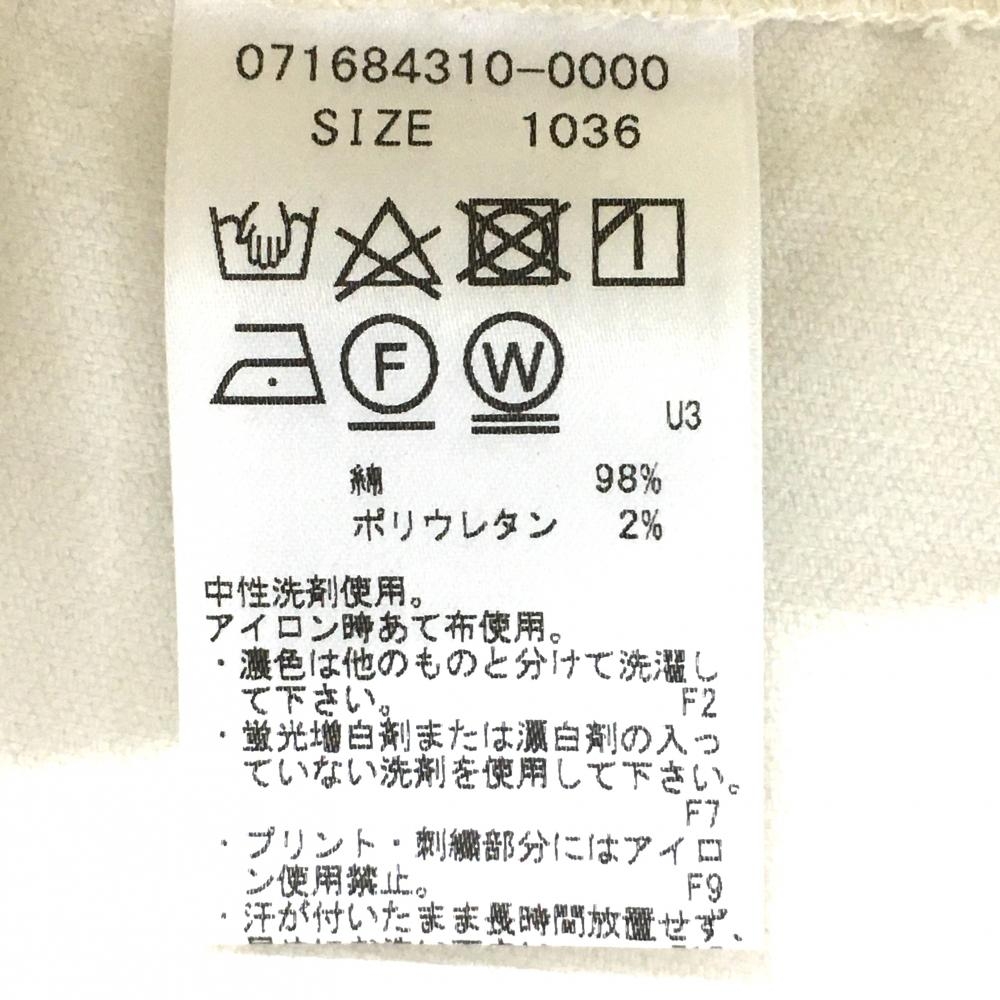 071684310-0000
SIZE 1036
F W
U3
綿 98%
ポリウレタン 2%
中性洗剤使用。
アイロン時あて布使用。
・濃色は他のものと分けて洗濯し
て下さい。 F2
・蛍光増白剤または漂白剤の入っ
ていない洗剤を使用して下さい。
F7
・プリント・刺繍部分にはアイロ
ン使用禁止。 F9
・汗が付いたまま長時間放置せず、